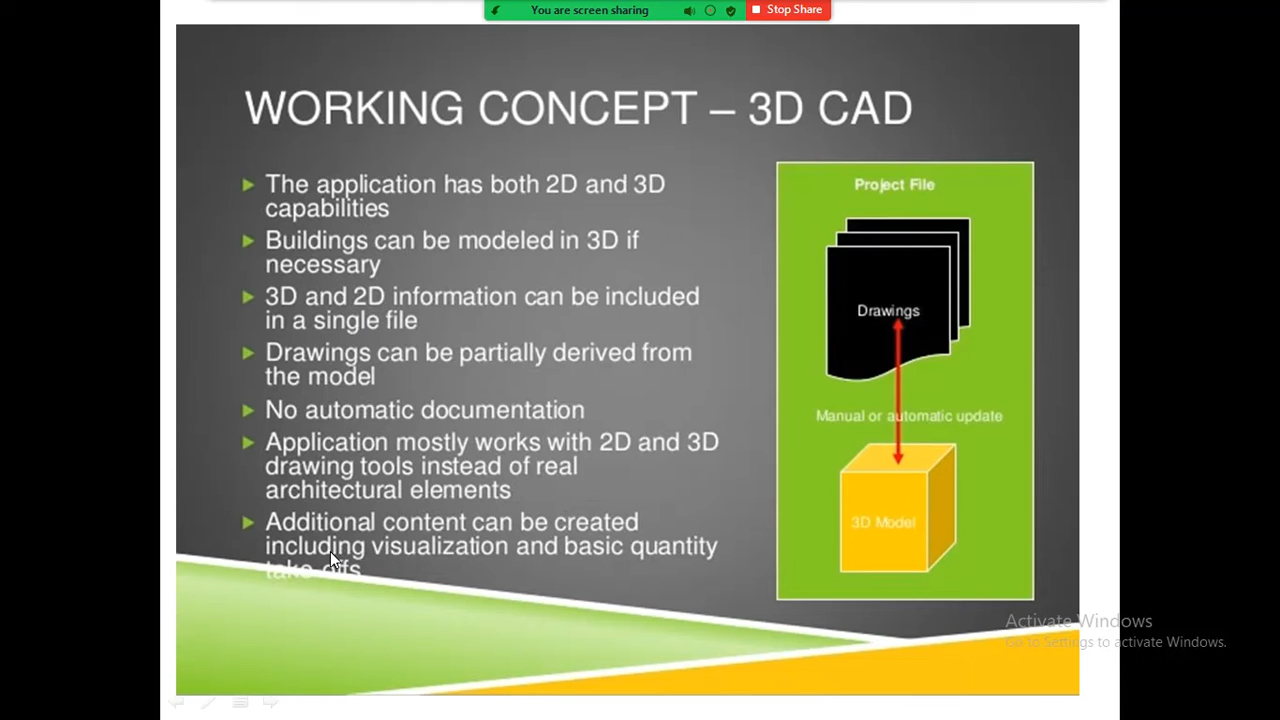 You are screen sharing
Stop Share
WORKING CONCEPT – 3D CAD
The application has both 2D and 3D
capabilities
Buildings can be modeled in 3D if
necessary
3D and 2D information can be included
in a single file
Drawings can be partially derived from
the model
No automatic documentation
Application mostly works with 2D and 3D
drawing tools instead of real
architectural elements
Additional content can be created
including visualization and basic quantity
take-offs
Project File
Drawings
Manual or automatic update
3D Model
Activate Windows
Go to Settings to activate Windows.